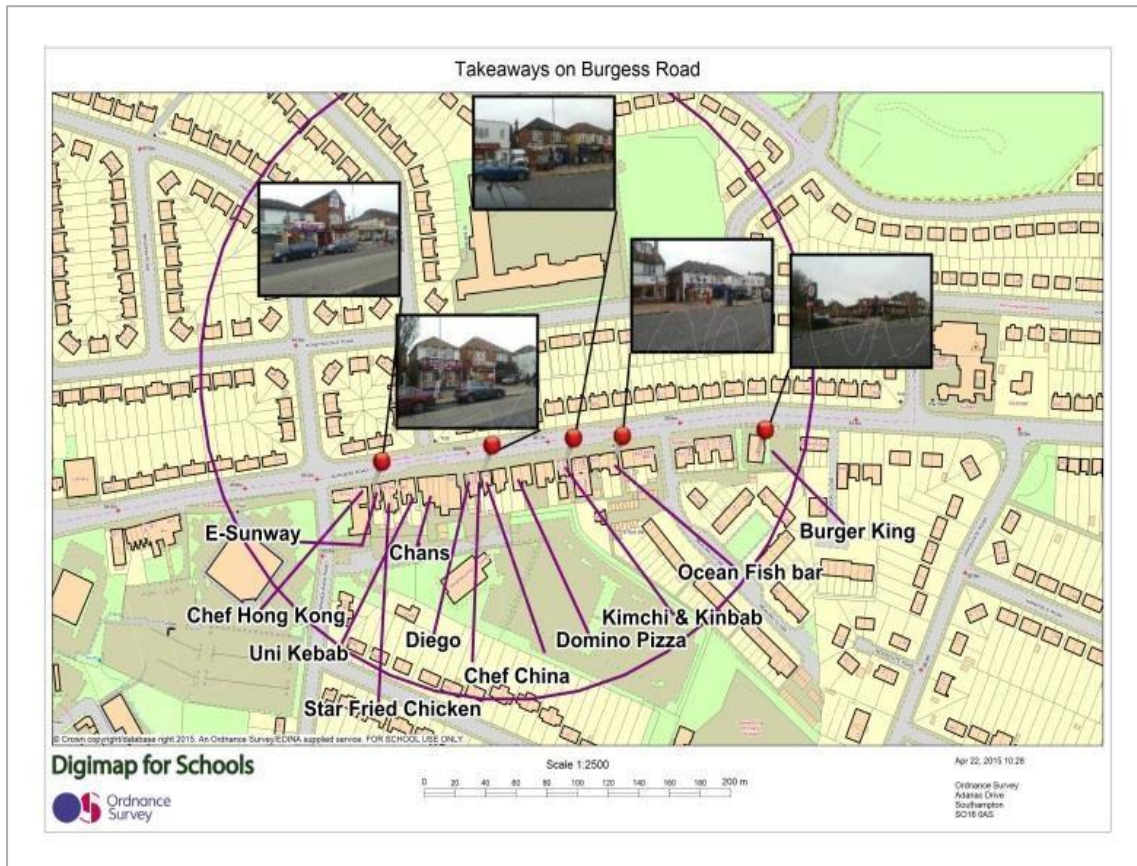 Takeaways on Burgess Road
E-Sunway
Chans
Burger King
Ocean Fish bar
Chef Hong Kong
Kimchi & Kinbab
Uni Kebab
Diego
Domino Pizza
Chef China
Star Fried Chicken
© Crown copyright/database right 2015. An Ordnance Survey/EDINA supplied service. FOR SCHOOL USE ONLY
Digimap for Schools
Scale 1:2500
Apr 22, 2015 10:28
0 20 40 60 80 100 120 140 160 180 200 m
Ordnance Survey
Ordnance
Survey
Adanac Drive
Southampton
SO16 0AS